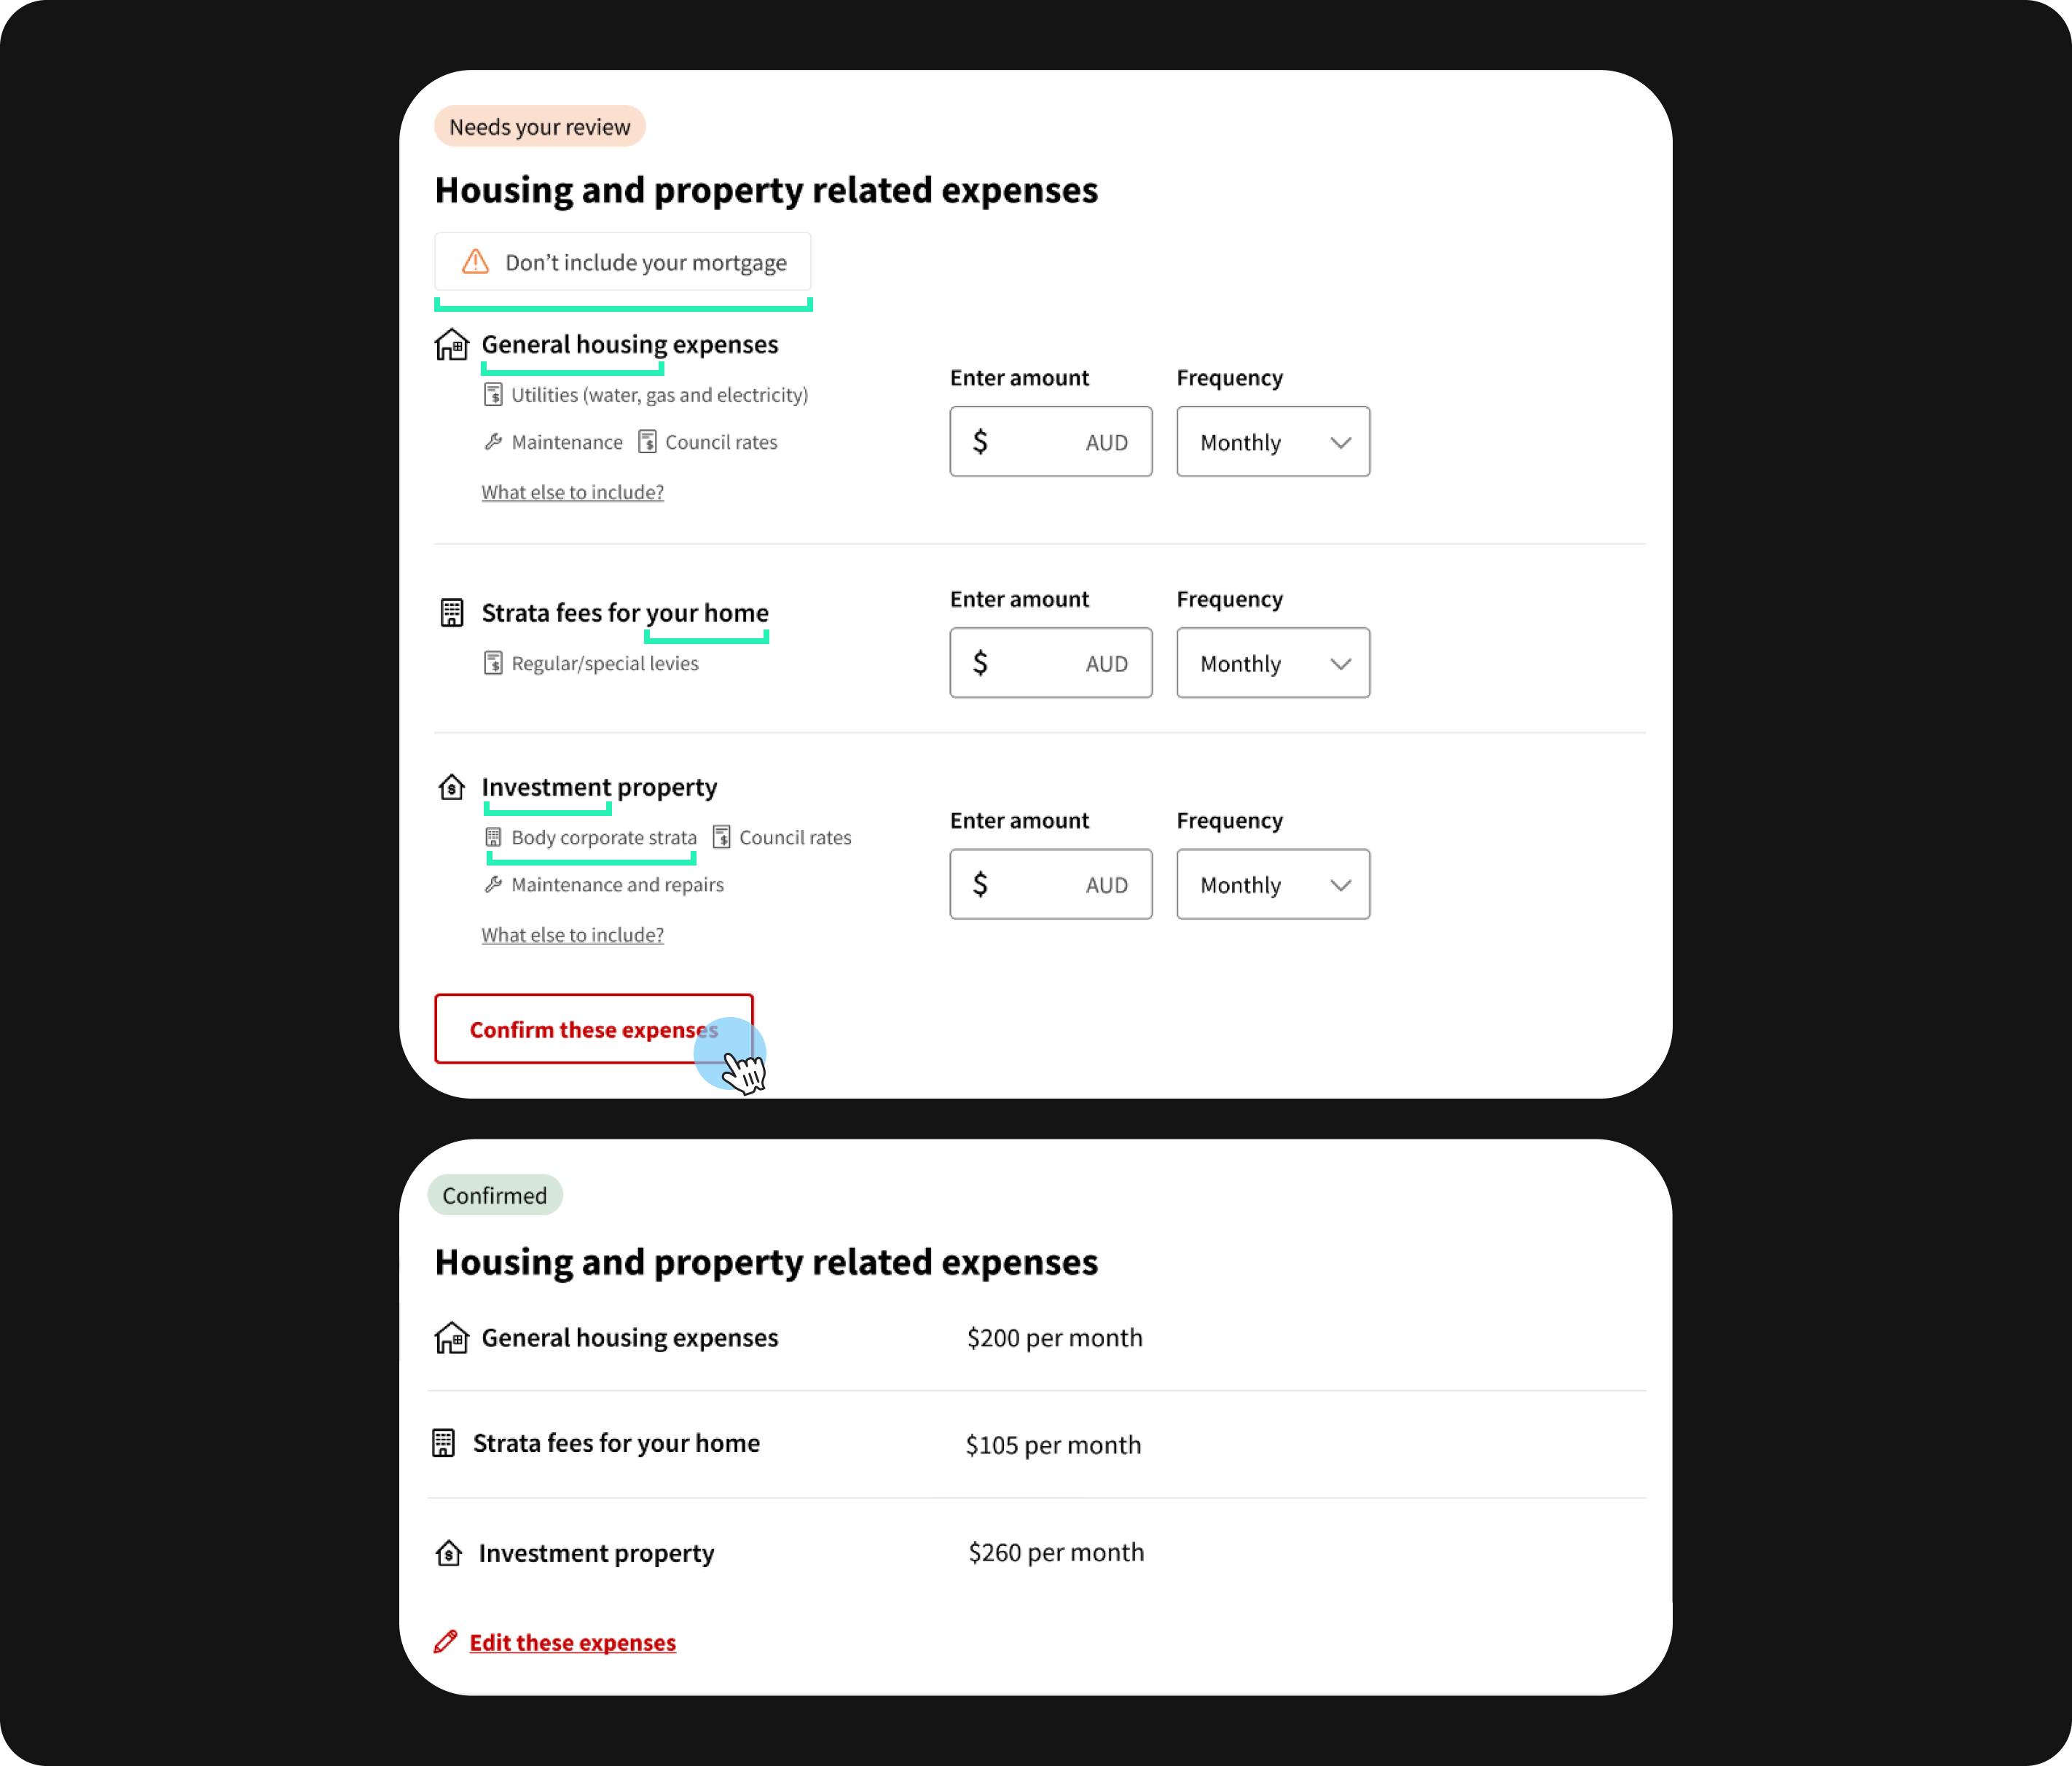 Needs your review
Housing and property related expenses
Don’t include your mortgage
General housing expenses
Utilities (water, gas and electricity)
Maintenance Council rates
What else to include?
Enter amount Frequency
$ AUD Monthly
Strata fees for your home
Regular/special levies
Enter amount Frequency
$ AUD Monthly
Investment property
Body corporate strata Council rates
Maintenance and repairs
What else to include?
Enter amount Frequency
$ AUD Monthly
Confirm these expenses
Confirmed
Housing and property related expenses
General housing expenses $200 per month
Strata fees for your home $105 per month
Investment property $260 per month
Edit these expenses